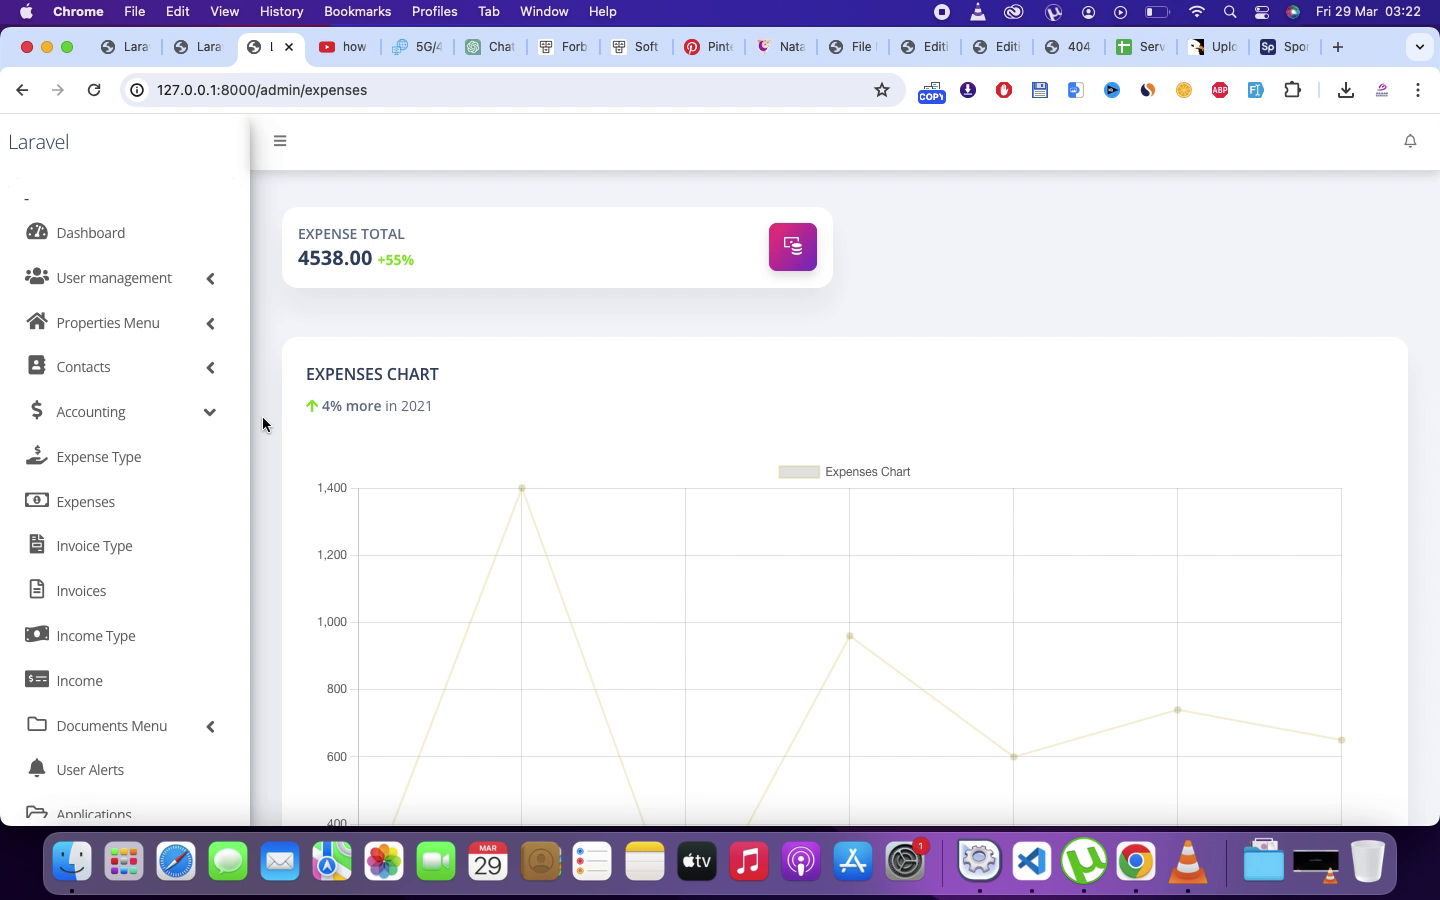 Chrome File Edit View History Bookmarks Profiles Tab Window Help Fri 29 Mar 03:22
Lara Lara L how 5G/4 Chat Forb Soft Pinte Nata File Editi Editi 404 Serv Uplo Sp Spor
127.0.0.1:8000/admin/expenses COPY ABP
Laravel
-
Dashboard
User management
Properties Menu
Contacts
Accounting
Expense Type
Expenses
Invoice Type
Invoices
Income Type
Income
Documents Menu
User Alerts
Applications
EXPENSE TOTAL
4538.00 +55%
EXPENSES CHART
4% more in 2021
Expenses Chart
1,400
1,200
1,000
800
600
400
MAR
29
tv
1